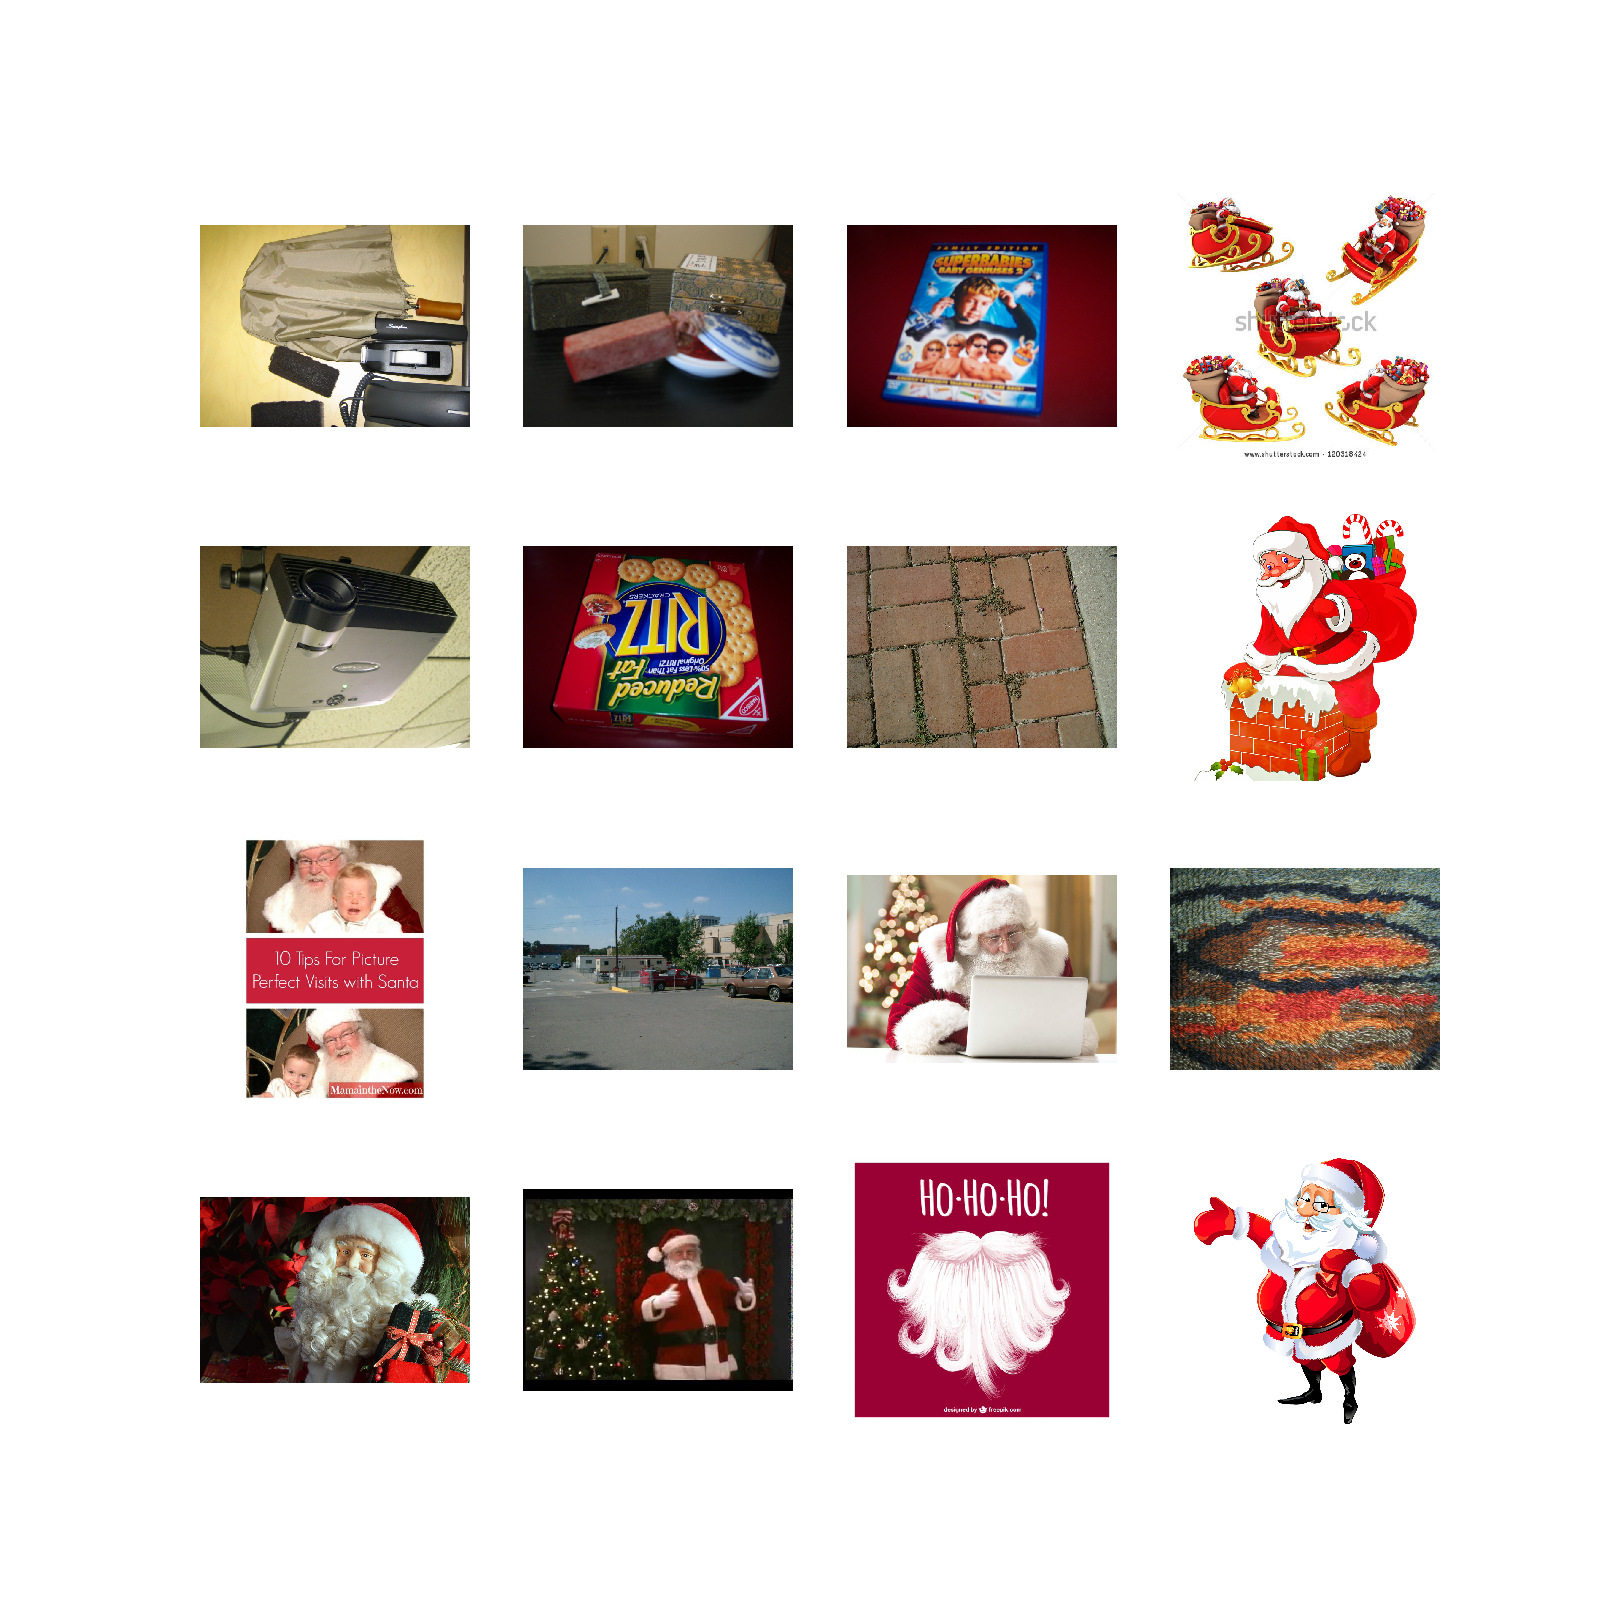 FAMILY EDITION
SUPERBABIES
BABY GENIUSES 2
shutterstock
www.shutterstock.com · 120318424
RITZ
CRACKERS
50% Less Fat Than
Original RITZ!
Reduced
Fat
NABISCO
RITZ
10 Tips For Picture
Perfect Visits with Santa
MamaintheNow.com
HO·HO·HO!
designed by freepik.com